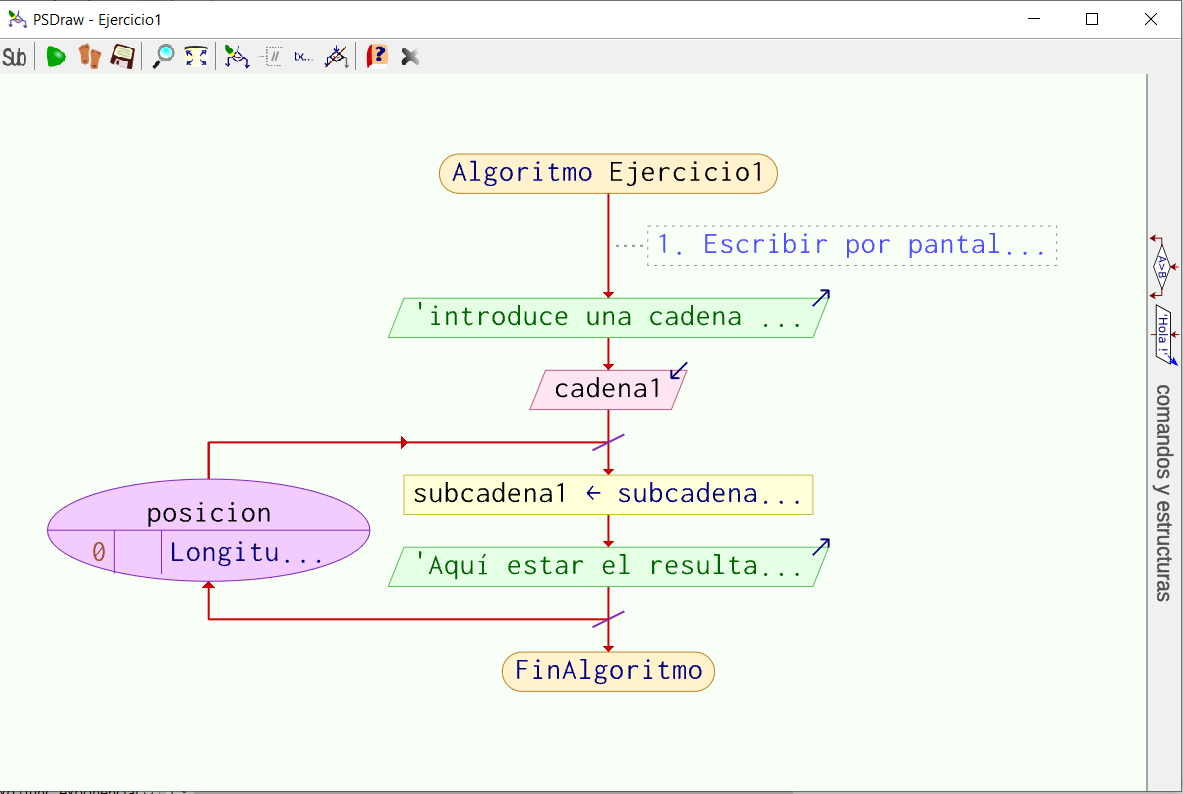 PSDraw - Ejercicio1
Sub
tx...
Algoritmo Ejercicio1
1. Escribir por pantal...
'introduce una cadena ...
cadena1
posicion
0 Longitu...
subcadena1 ← subcadena...
'Aquí estar el resulta...
FinAlgoritmo
A>B
'Hola !'
comandos y estructuras